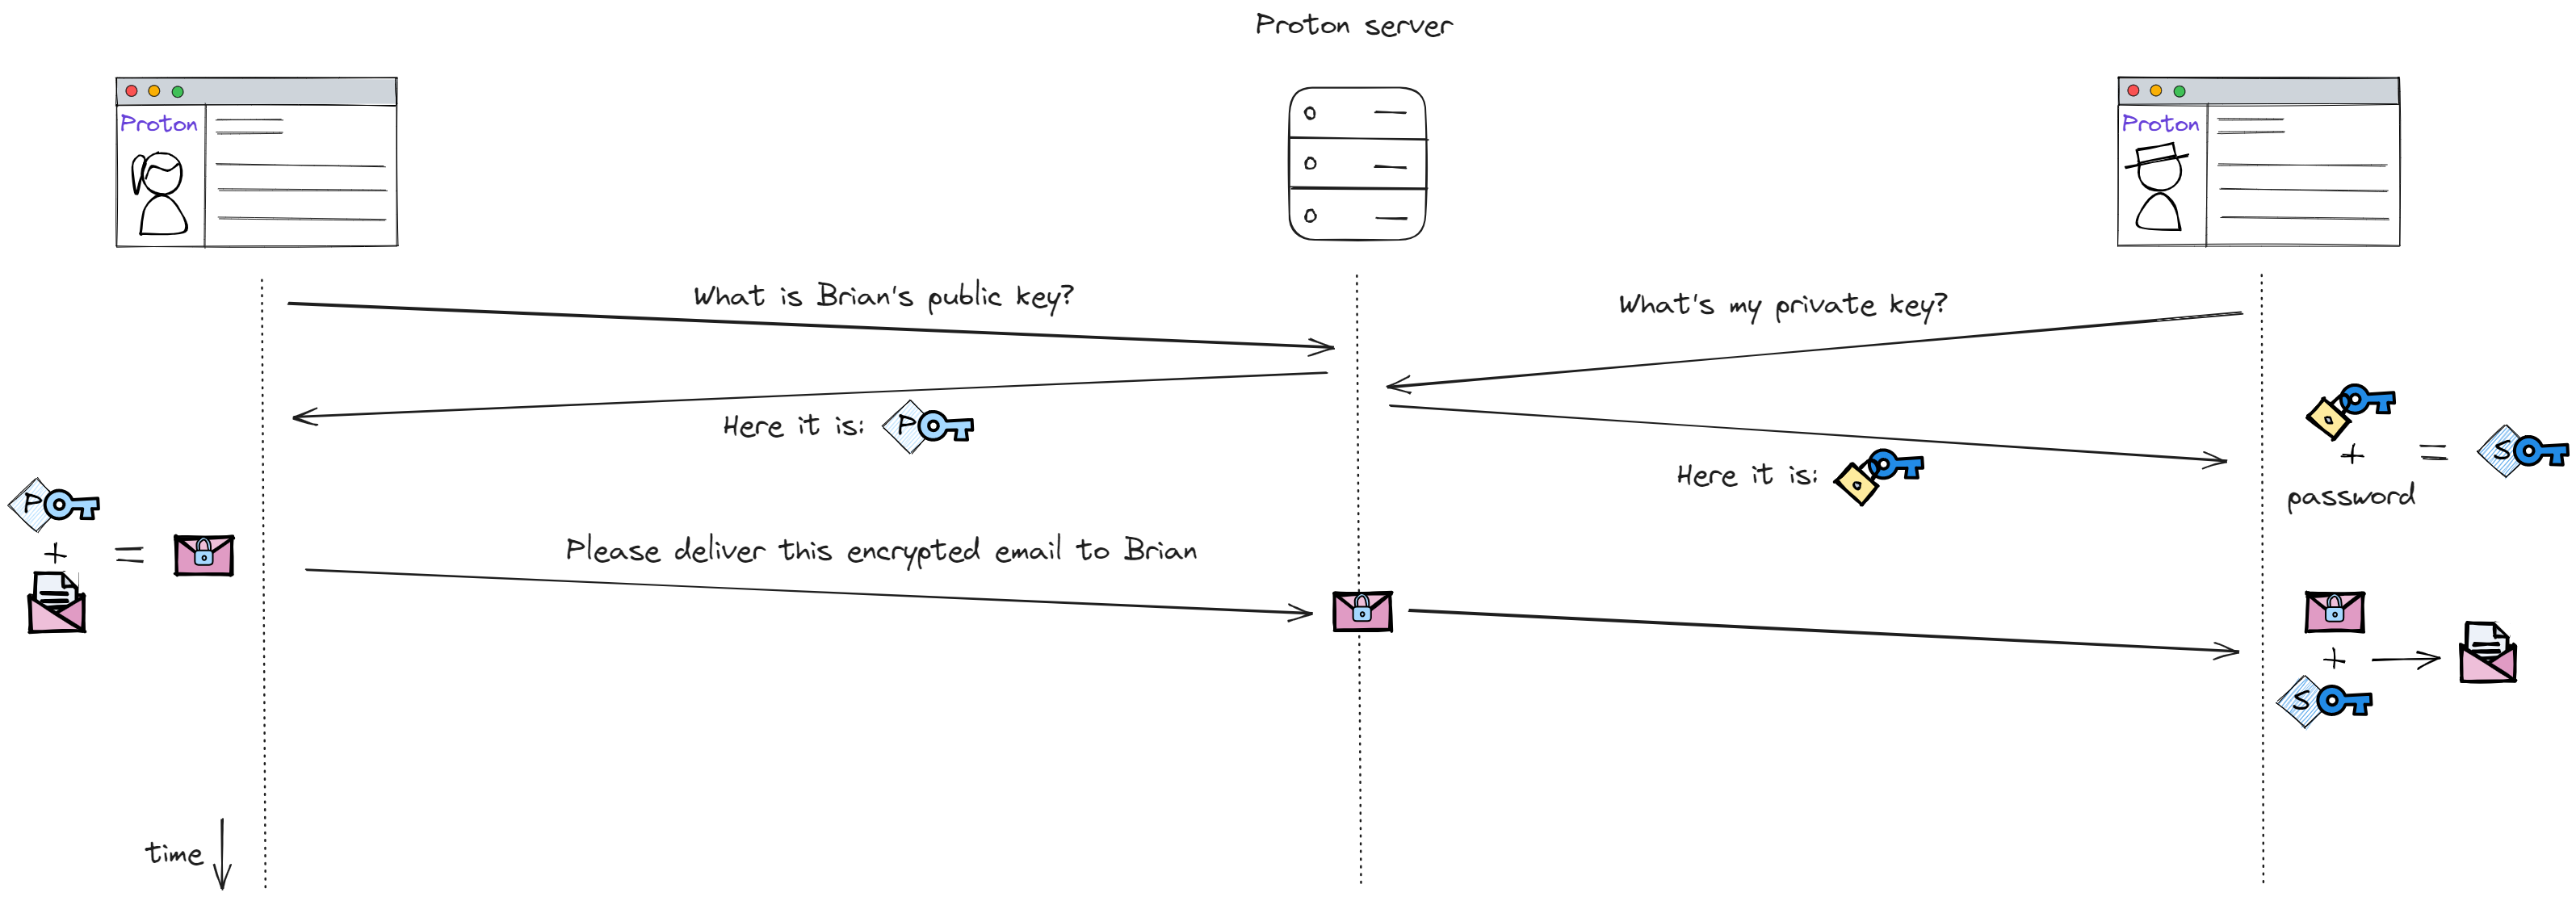 Proton server
Proton
Proton
What is Brian's public key?
What's my private key?
Here it is:
P
Here it is:
+
=
S
password
P
+
=
Please deliver this encrypted email to Brian
+
S
time